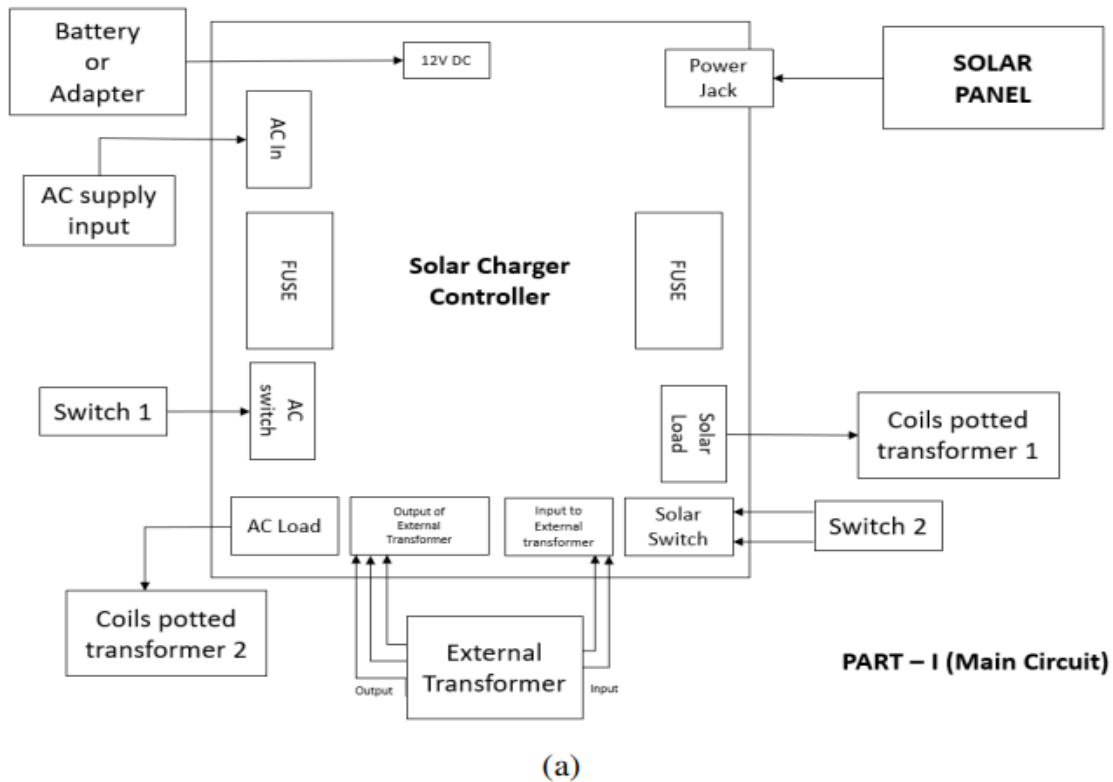 Battery
or
Adapter
12V DC
Power
Jack
SOLAR
PANEL
AC In
AC supply
input
FUSE
Solar Charger
Controller
FUSE
Switch 1
AC
switch
Solar
Load
Coils potted
transformer 1
AC Load
Output of
External
Transformer
Input to
External
transformer
Solar
Switch
Switch 2
Coils potted
transformer 2
External
Transformer
Output
Input
PART – I (Main Circuit)
(a)